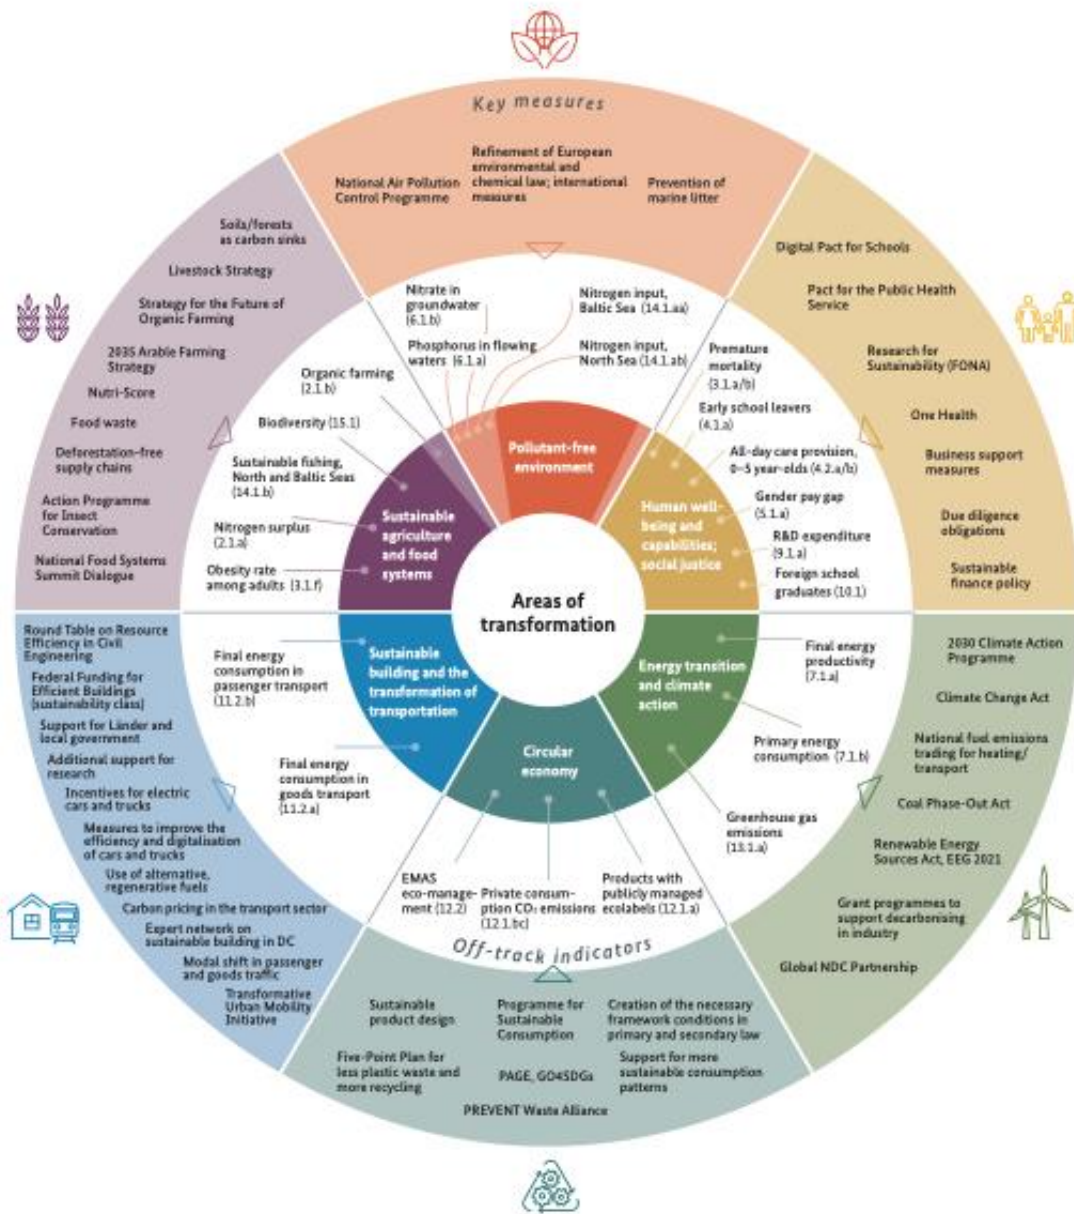 Key measures
National Air Pollution
Control Programme
Refinement of European
environmental and
chemical law; international
measures
Prevention of
marine litter
Soils/forests
as carbon sinks
Livestock Strategy
Strategy for the Future of
Organic Farming
2035 Arable Farming
Strategy
Nutri-Score
Food waste
Deforestation-free
supply chains
Action Programme
for Insect
Conservation
National Food Systems
Summit Dialogue
Digital Pact for Schools
Pact for the Public Health
Service
Research for
Sustainability (FONA)
One Health
Business support
measures
Due diligence
obligations
Sustainable
finance policy
Nitrate in
groundwater
(6.1.b)
Phosphorus in flowing
waters (6.1.a)
Nitrogen input,
Baltic Sea (14.1.aa)
Nitrogen input,
North Sea (14.1.ab)
Organic farming
(2.1.b)
Biodiversity (15.1)
Sustainable fishing,
North and Baltic Seas
(14.1.b)
Nitrogen surplus
(2.1.a)
Obesity rate
among adults (3.1.f)
Premature
mortality
(3.1.a/b)
Early school leavers
(4.1.a)
All-day care provision,
0–5 year-olds (4.2.a/b)
Gender pay gap
(5.1.a)
R&D expenditure
(9.1.a)
Foreign school
graduates (10.1)
Pollutant-free
environment
Sustainable
agriculture
and food
systems
Human well-
being and
capabilities;
social justice
Areas of
transformation
Sustainable
building and the
transformation of
transportation
Energy transition
and climate
action
Circular
economy
Final energy
consumption in
passenger transport
(11.2.b)
Final energy
consumption in
goods transport
(11.2.a)
Final energy
productivity
(7.1.a)
Primary energy
consumption (7.1.b)
Greenhouse gas
emissions
(13.1.a)
EMAS
eco-manage-
ment (12.2)
Private consum-
ption CO₂ emissions
(12.1.bc)
Products with
publicly managed
ecolabels (12.1.a)
Off-track indicators
Round Table on Resource
Efficiency in Civil
Engineering
Federal Funding for
Efficient Buildings
(sustainability class)
Support for Länder and
local government
Additional support for
research
Incentives for electric
cars and trucks
Measures to improve the
efficiency and digitalisation
of cars and trucks
Use of alternative,
regenerative fuels
Carbon pricing in the transport sector
Expert network on
sustainable building in DC
Modal shift in passenger
and goods traffic
Transformative
Urban Mobility
Initiative
2030 Climate Action
Programme
Climate Change Act
National fuel emissions
trading for heating/
transport
Coal Phase-Out Act
Renewable Energy
Sources Act, EEG 2021
Grant programmes to
support decarbonising
in industry
Global NDC Partnership
Sustainable
product design
Programme for
Sustainable
Consumption
Creation of the necessary
framework conditions in
primary and secondary law
Five-Point Plan for
less plastic waste and
more recycling
PAGE, GO4SDGs
Support for more
sustainable consumption
patterns
PREVENT Waste Alliance